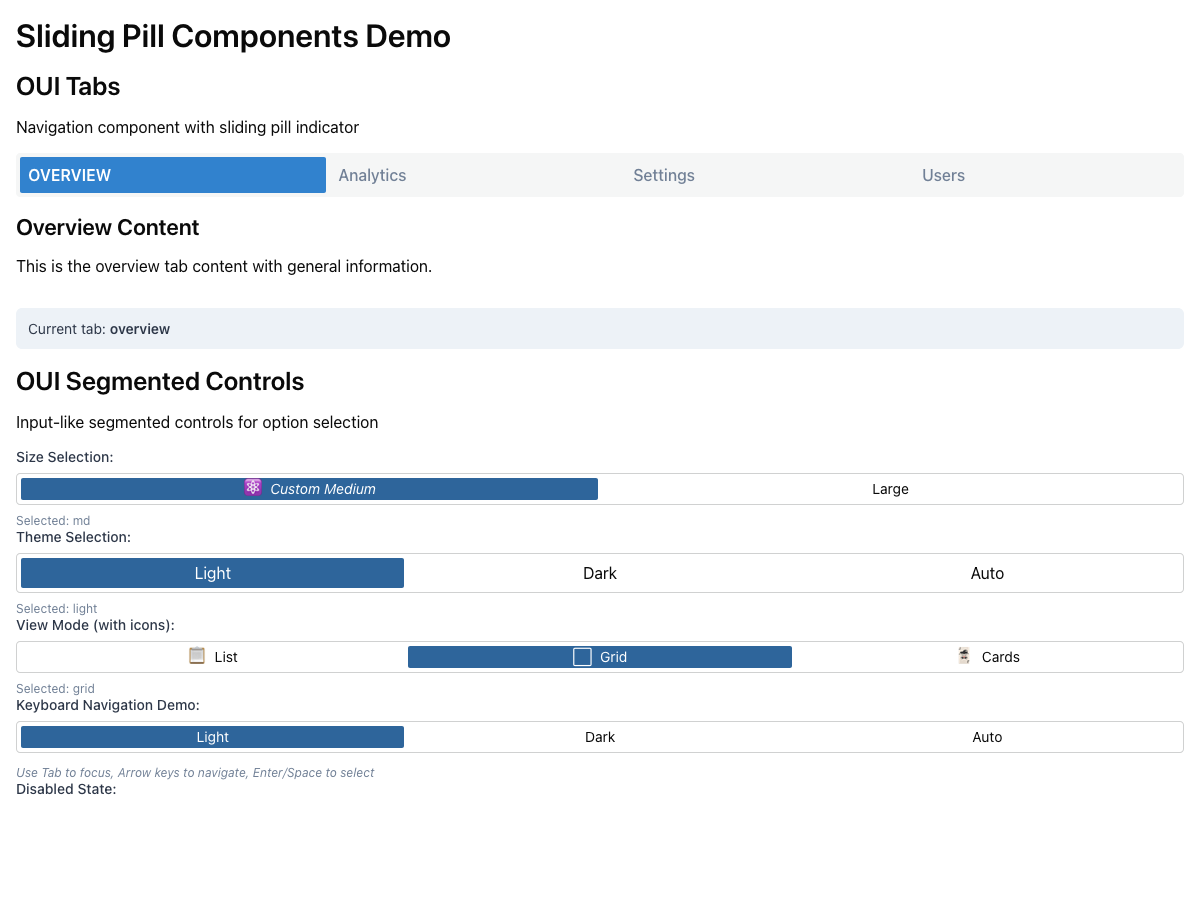 Sliding Pill Components Demo
OUI Tabs
Navigation component with sliding pill indicator
OVERVIEW Analytics Settings Users
Overview Content
This is the overview tab content with general information.
Current tab: overview
OUI Segmented Controls
Input-like segmented controls for option selection
Size Selection:
Custom Medium Large
Selected: md
Theme Selection:
Light Dark Auto
Selected: light
View Mode (with icons):
List Grid Cards
Selected: grid
Keyboard Navigation Demo:
Light Dark Auto
Use Tab to focus, Arrow keys to navigate, Enter/Space to select
Disabled State: